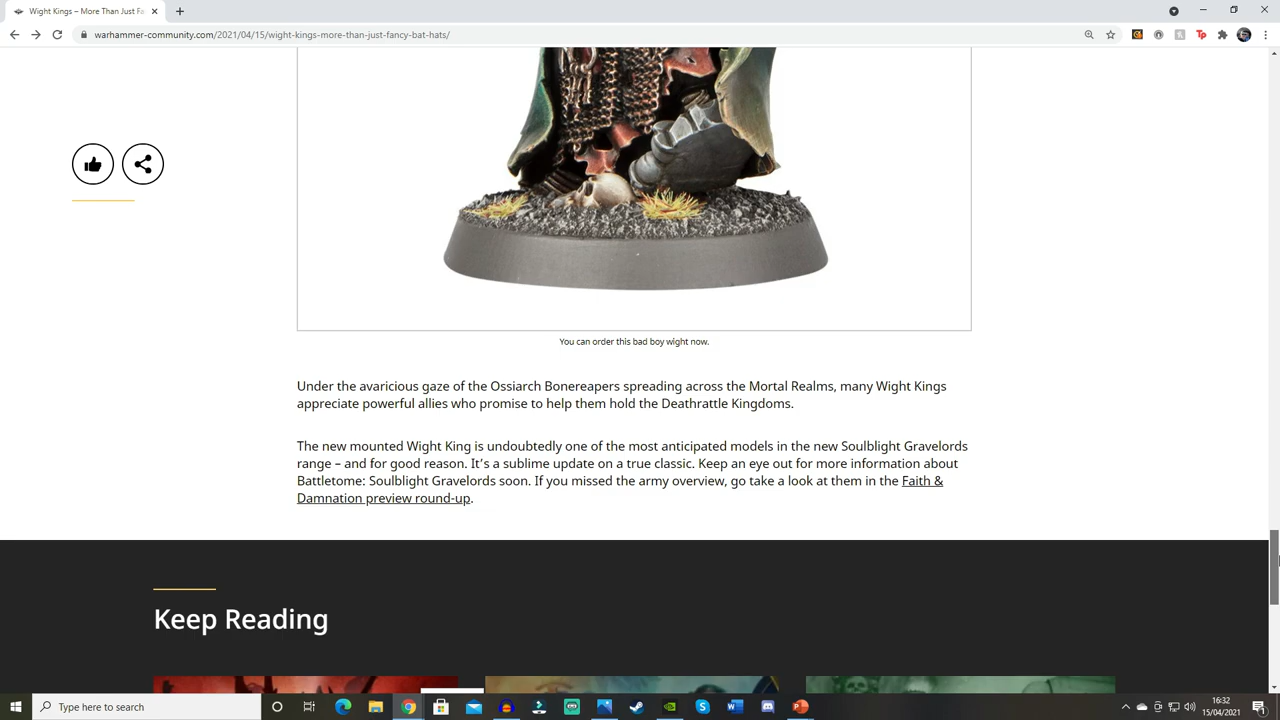 Wight Kings – More Than Just Fa
warhammer-community.com/2021/04/15/wight-kings-more-than-just-fancy-bat-hats/
You can order this bad boy wight now.
Under the avaricious gaze of the Ossiarch Bonereapers spreading across the Mortal Realms, many Wight Kings
appreciate powerful allies who promise to help them hold the Deathrattle Kingdoms.
The new mounted Wight King is undoubtedly one of the most anticipated models in the new Soulblight Gravelords
range – and for good reason. It's a sublime update on a true classic. Keep an eye out for more information about
Battletome: Soulblight Gravelords soon. If you missed the army overview, go take a look at them in the Faith &
Damnation preview round-up.
Keep Reading
Type here to search
16:32
15/04/2021